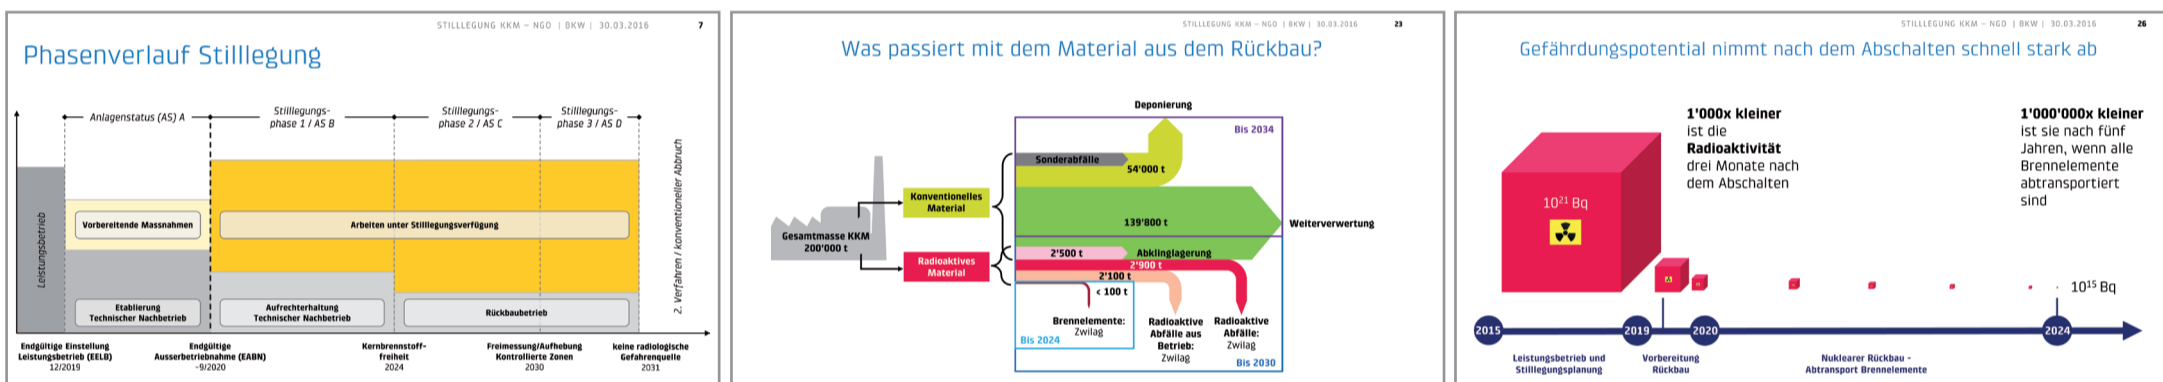 STILLLEGUNG KKM – NGO | BKW | 30.03.2016 7
Phasenverlauf Stilllegung
Anlagenstatus (AS) A
Stilllegungs-
phase 1 / AS B
Stilllegungs-
phase 2 / AS C
Stilllegungs-
phase 3 / AS D
Leistungsbetrieb
Vorbereitende Massnahmen
Arbeiten unter Stilllegungsverfügung
Etablierung
Technischer Nachbetrieb
Aufrechterhaltung
Technischer Nachbetrieb
Rückbaubetrieb
2. Verfahren / konventioneller Abbruch
Endgültige Einstellung
Leistungsbetrieb (EELB)
12/2019
Endgültige
Ausserbetriebnahme (EABN)
~9/2020
Kernbrennstoff-
freiheit
2024
Freimessung/Aufhebung
Kontrollierte Zonen
2030
keine radiologische
Gefahrenquelle
2031
STILLLEGUNG KKM – NGO | BKW | 30.03.2016 23
Was passiert mit dem Material aus dem Rückbau?
Deponierung
Bis 2034
Sonderabfälle
54'000 t
Konventionelles
Material
139'800 t
Weiterverwertung
Gesamtmasse KKM
200'000 t
Radioaktives
Material
2'500 t
Abklinglagerung
2'900 t
2'100 t
< 100 t
Brennelemente:
Zwilag
Bis 2024
Radioaktive
Abfälle aus
Betrieb:
Zwilag
Radioaktive
Abfälle:
Zwilag
Bis 2030
STILLLEGUNG KKM – NGO | BKW | 30.03.2016 26
Gefährdungspotential nimmt nach dem Abschalten schnell stark ab
1'000x kleiner
ist die
Radioaktivität
drei Monate nach
dem Abschalten
1'000'000x kleiner
ist sie nach fünf
Jahren, wenn alle
Brennelemente
abtransportiert
sind
10²¹ Bq
10¹⁵ Bq
2015
2019
2020
2024
Leistungsbetrieb und
Stilllegungsplanung
Vorbereitung
Rückbau
Nuklearer Rückbau -
Abtransport Brennelemente